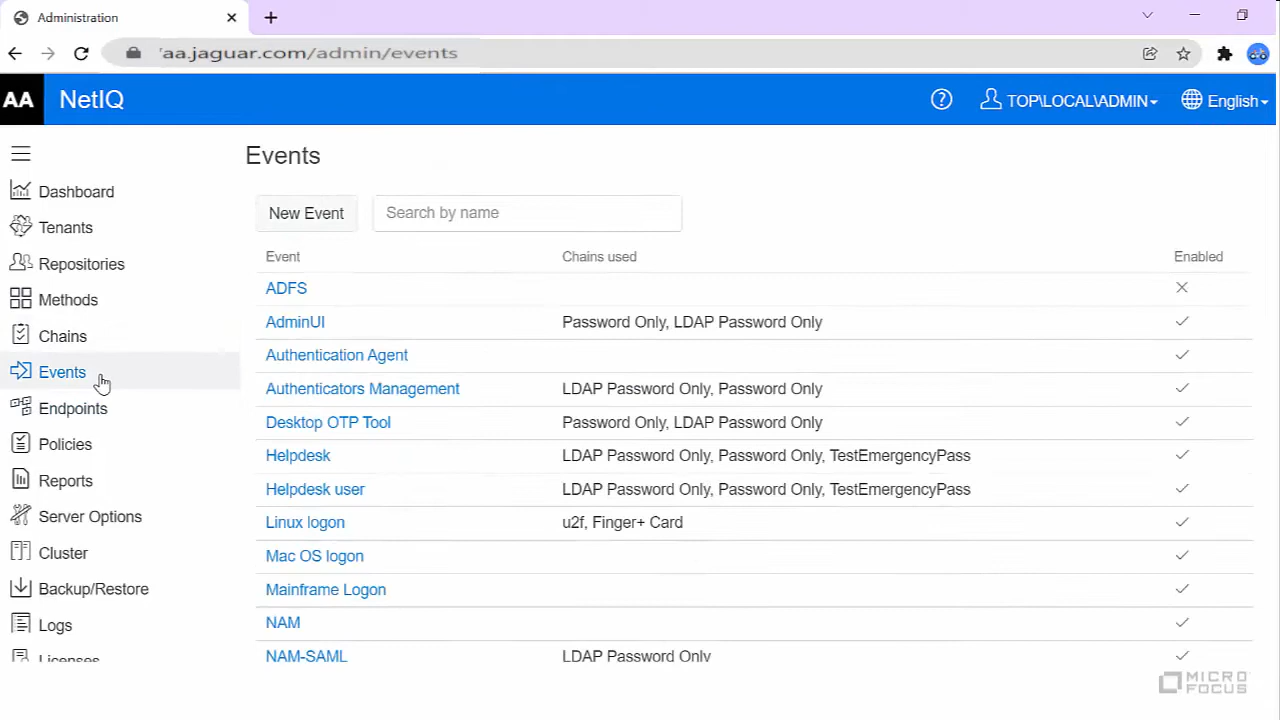 Administration
aa.jaguar.com/admin/events
AA NetIQ
TOP\LOCAL\ADMIN
English
Events
Dashboard
Tenants
Repositories
Methods
Chains
Events
Endpoints
Policies
Reports
Server Options
Cluster
Backup/Restore
Logs
Licenses
New Event
Search by name
Event Chains used Enabled
ADFS
AdminUI Password Only, LDAP Password Only
Authentication Agent
Authenticators Management LDAP Password Only, Password Only
Desktop OTP Tool Password Only, LDAP Password Only
Helpdesk LDAP Password Only, Password Only, TestEmergencyPass
Helpdesk user LDAP Password Only, Password Only, TestEmergencyPass
Linux logon u2f, Finger+ Card
Mac OS logon
Mainframe Logon
NAM
NAM-SAML LDAP Password Only
MICRO
FOCUS